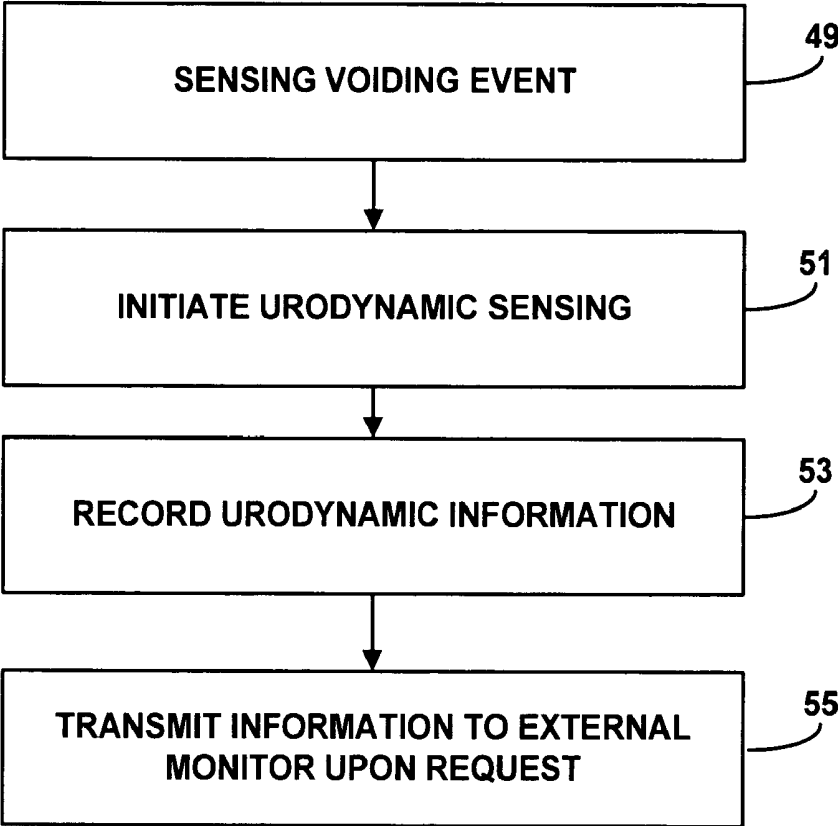 49
SENSING VOIDING EVENT
51
INITIATE URODYNAMIC SENSING
53
RECORD URODYNAMIC INFORMATION
55
TRANSMIT INFORMATION TO EXTERNAL
MONITOR UPON REQUEST